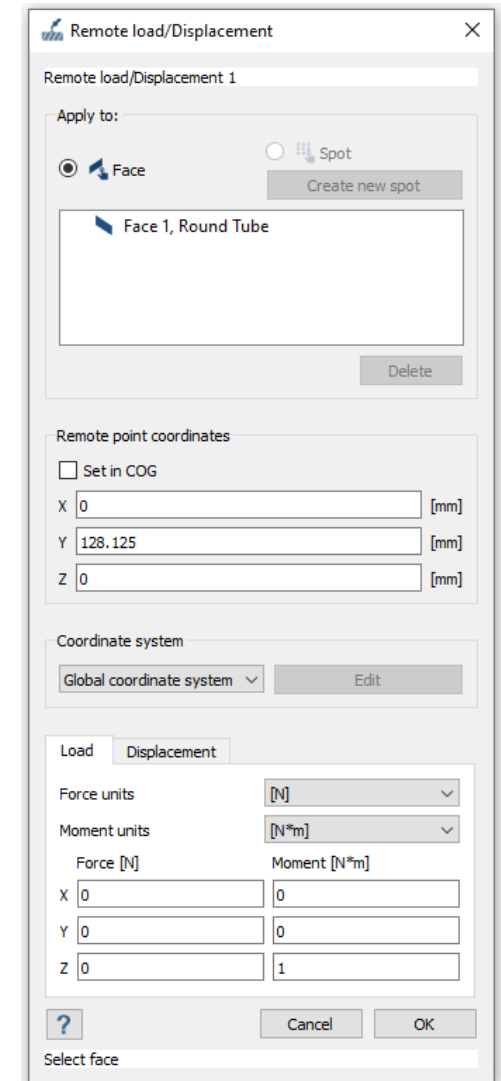 Remote load/Displacement
Remote load/Displacement 1
Apply to:
Face
Spot
Create new spot
Face 1, Round Tube
Delete
Remote point coordinates
Set in COG
X 0 [mm]
Y 128.125 [mm]
Z 0 [mm]
Coordinate system
Global coordinate system
Edit
Load Displacement
Force units [N]
Moment units [N*m]
Force [N] Moment [N*m]
X 0 0
Y 0 0
Z 0 1
? Cancel OK
Select face